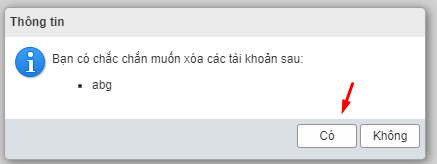 Thông tin
Bạn có chắc chắn muốn xóa các tài khoản sau:
• abg
Có
Không